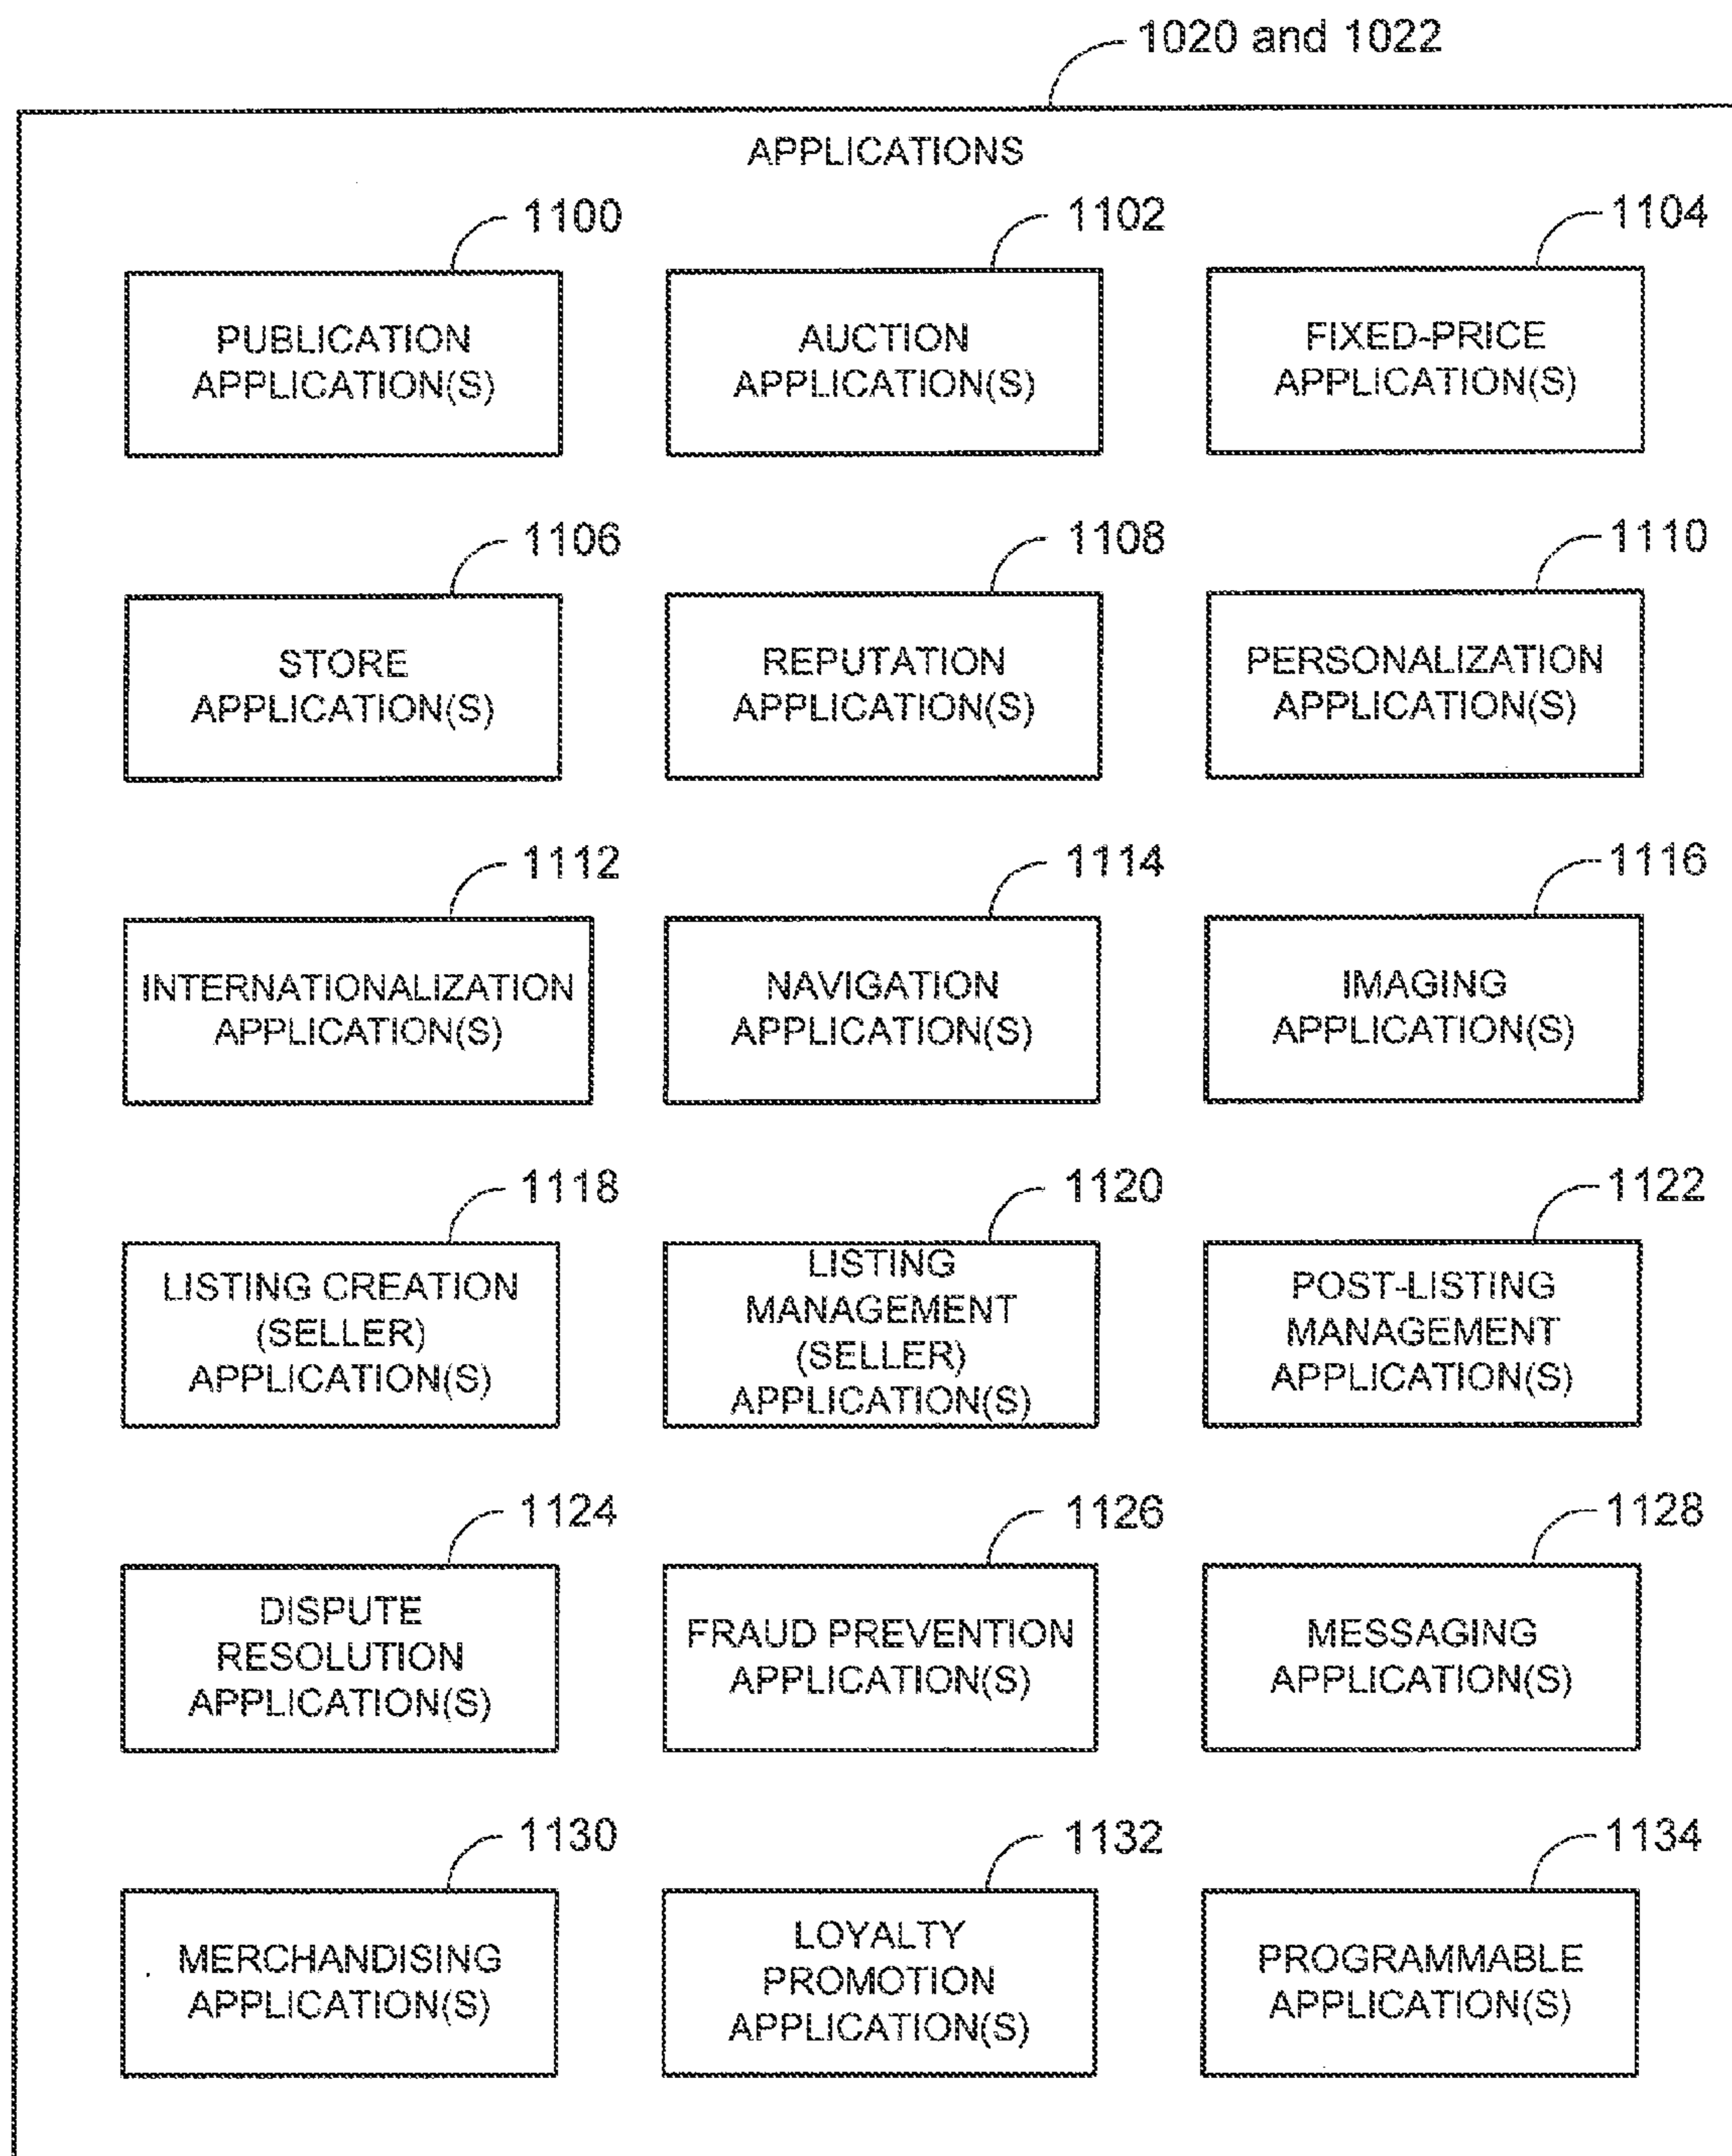 1020 and 1022
APPLICATIONS
1100
1102
1104
PUBLICATION
APPLICATION(S)
AUCTION
APPLICATION(S)
FIXED-PRICE
APPLICATION(S)
1106
1108
1110
STORE
APPLICATION(S)
REPUTATION
APPLICATION(S)
PERSONALIZATION
APPLICATION(S)
1112
1114
1116
INTERNATIONALIZATION
APPLICATION(S)
NAVIGATION
APPLICATION(S)
IMAGING
APPLICATION(S)
1118
1120
1122
LISTING CREATION
(SELLER)
APPLICATION(S)
LISTING
MANAGEMENT
(SELLER)
APPLICATION(S)
POST-LISTING
MANAGEMENT
APPLICATION(S)
1124
1126
1128
DISPUTE
RESOLUTION
APPLICATION(S)
FRAUD PREVENTION
APPLICATION(S)
MESSAGING
APPLICATION(S)
1130
1132
1134
MERCHANDISING
APPLICATION(S)
LOYALTY
PROMOTION
APPLICATION(S)
PROGRAMMABLE
APPLICATION(S)